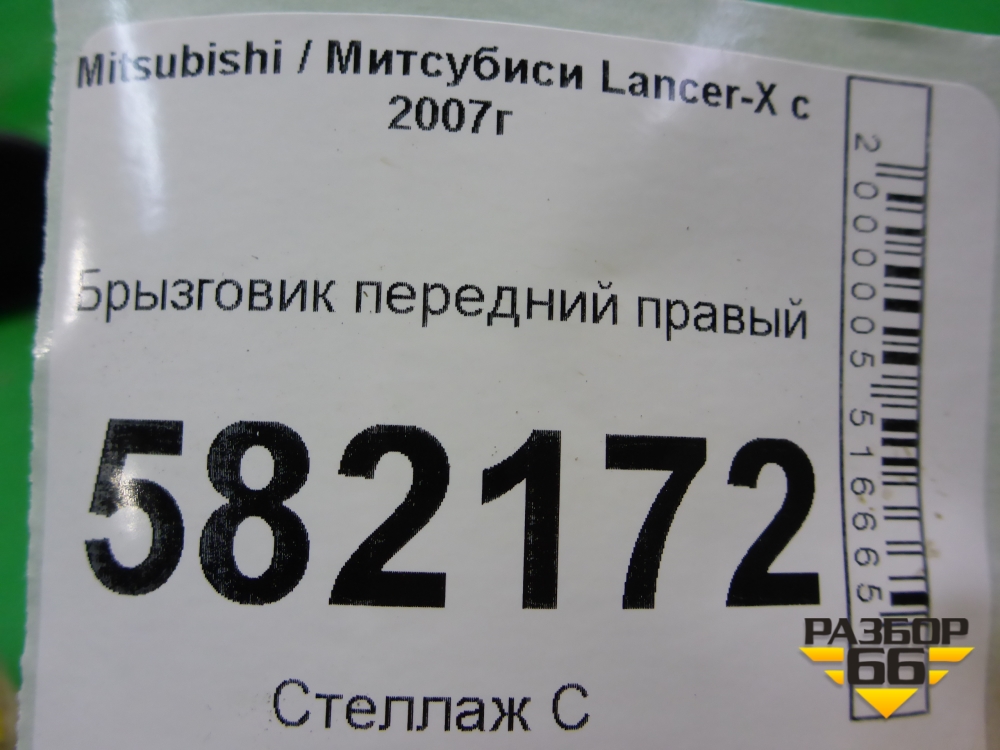 Mitsubishi / Митсубиси Lancer-X с
2007г
Брызговик передний правый
582172
Стеллаж С
2000005516665
РАЗБОР
66